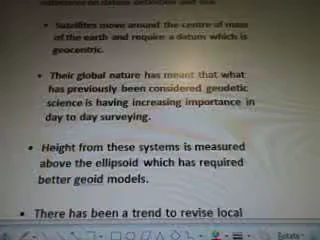 • Satellites move around the centre of mass
of the earth and require a datum which is
geocentric.
• Their global nature has meant that what
has previously been considered geodetic
science is having increasing importance in
day to day surveying.
• Height from these systems is measured
above the ellipsoid which has required
better geoid models.
• There has been a trend to revise local
Rotate